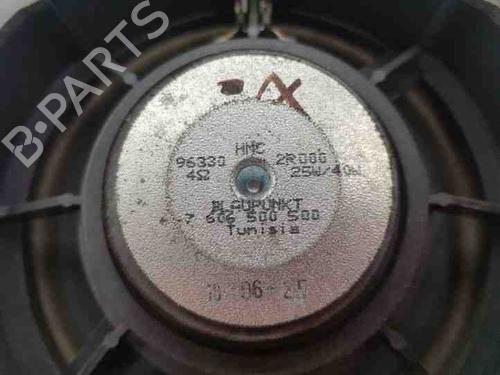 B-PARTS
HMC
96330 2R000
4Ω 25W/40W
BLAUPUNKT
7 606 500 500
Tunisia